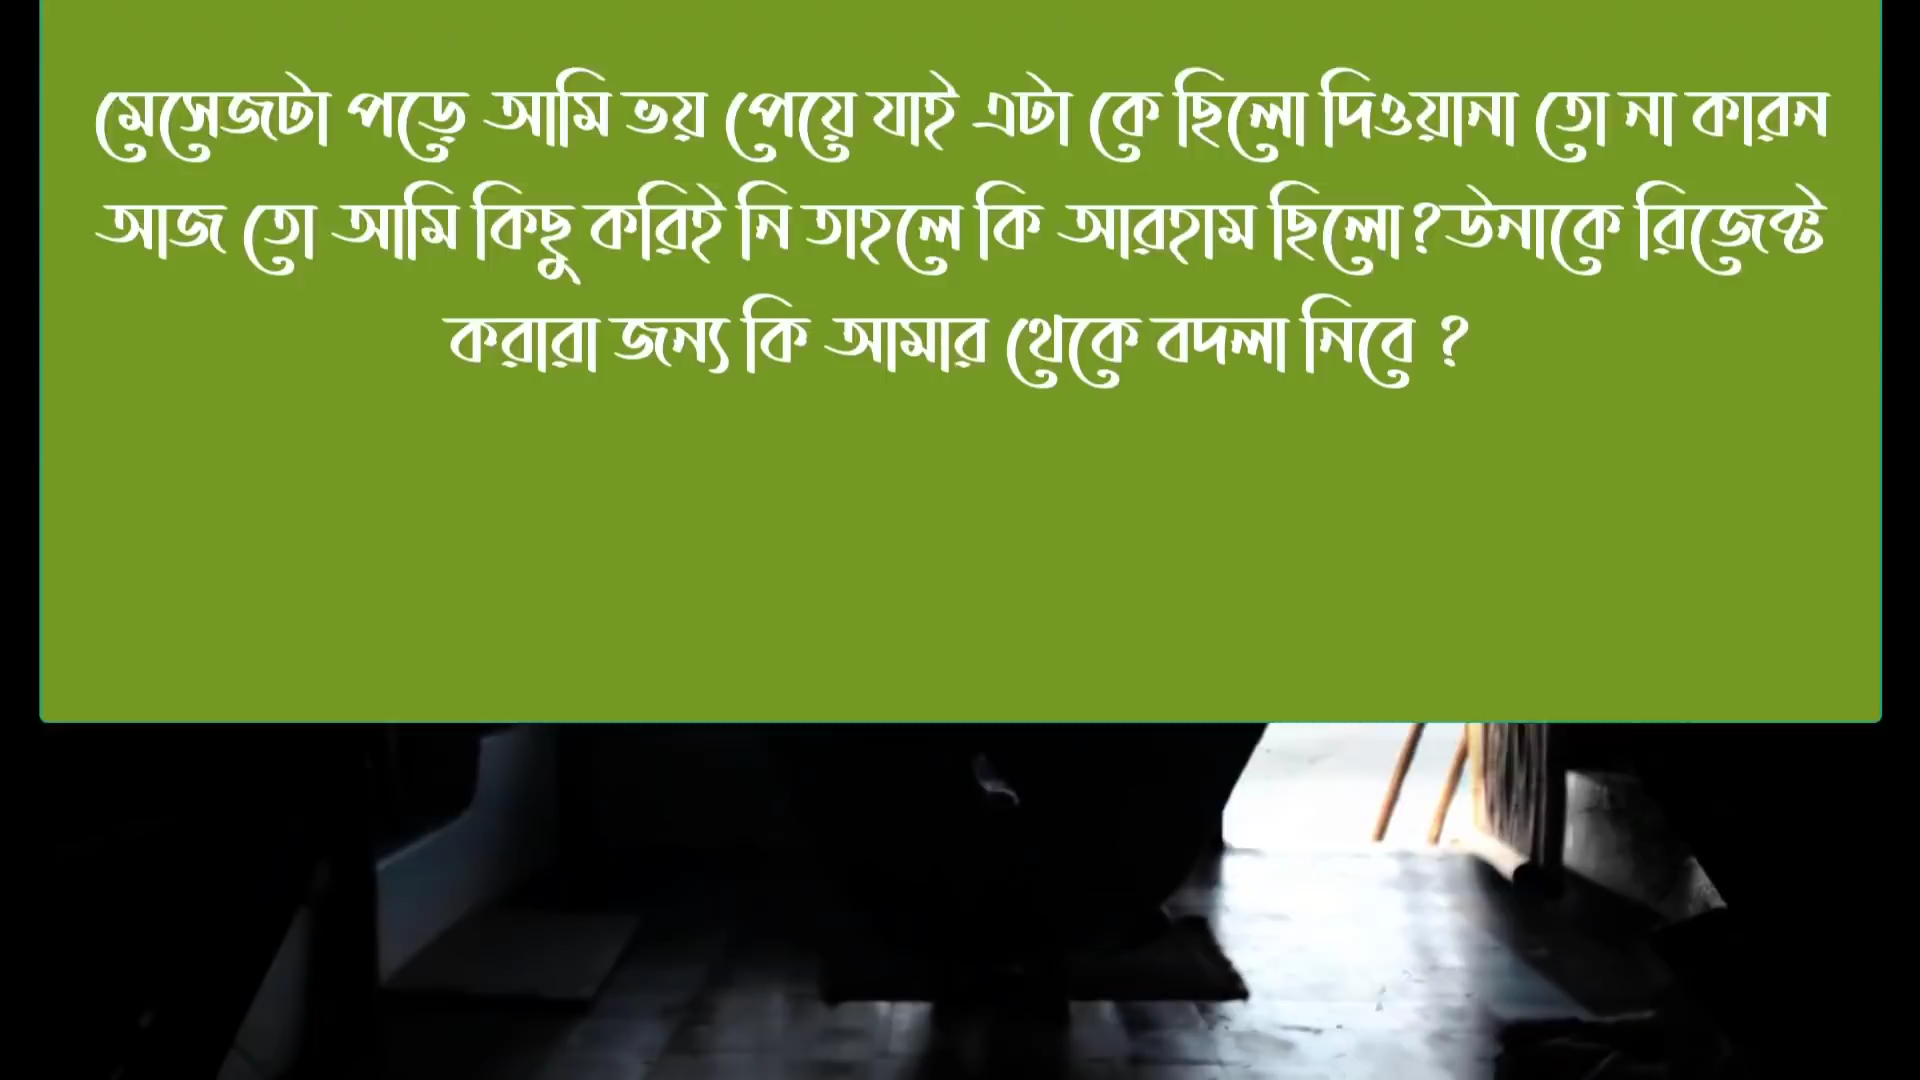 মেসেজটা পড়ে আমি ভয় পেয়ে যাই এটা কে ছিলো দিওয়ানা তো না কারন
আজ তো আমি কিছু করিই নি তাহলে কি আরহাম ছিলো?উনাকে রিজেক্ট
করারা জন্য কি আমার থেকে বদলা নিবে ?